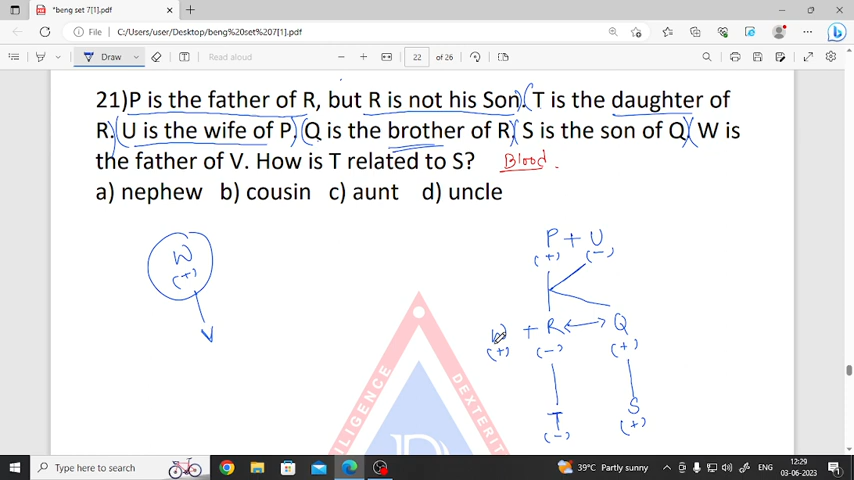 *beng set 7[1].pdf
File C:/Users/user/Desktop/beng%20set%207[1].pdf
Draw Read aloud 22 of 26
21)P is the father of R, but R is not his Son. T is the daughter of
R. U is the wife of P. Q is the brother of R. S is the son of Q. W is
the father of V. How is T related to S? Blood.
a) nephew b) cousin c) aunt d) uncle
W
(+)
V
P + U
(+) (-)
W + R Q
(+) (-) (+)
T S
(-) (+)
DILIGENCE DEXTERITY
D
Type here to search 39°C Partly sunny ENG 12:29 03-06-2023